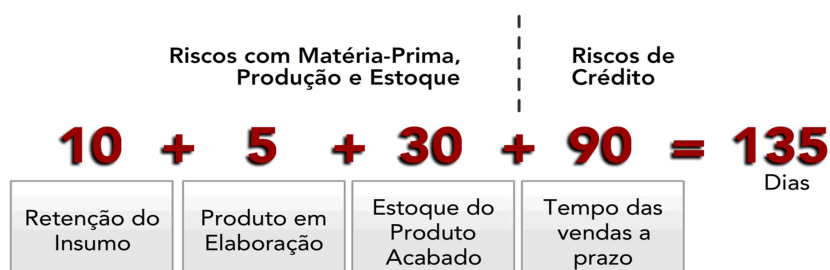 Riscos com Matéria-Prima,
Produção e Estoque
Riscos de
Crédito
10 + 5 + 30 + 90 = 135
Dias
Retenção do
Insumo
Produto em
Elaboração
Estoque do
Produto
Acabado
Tempo das
vendas a
prazo